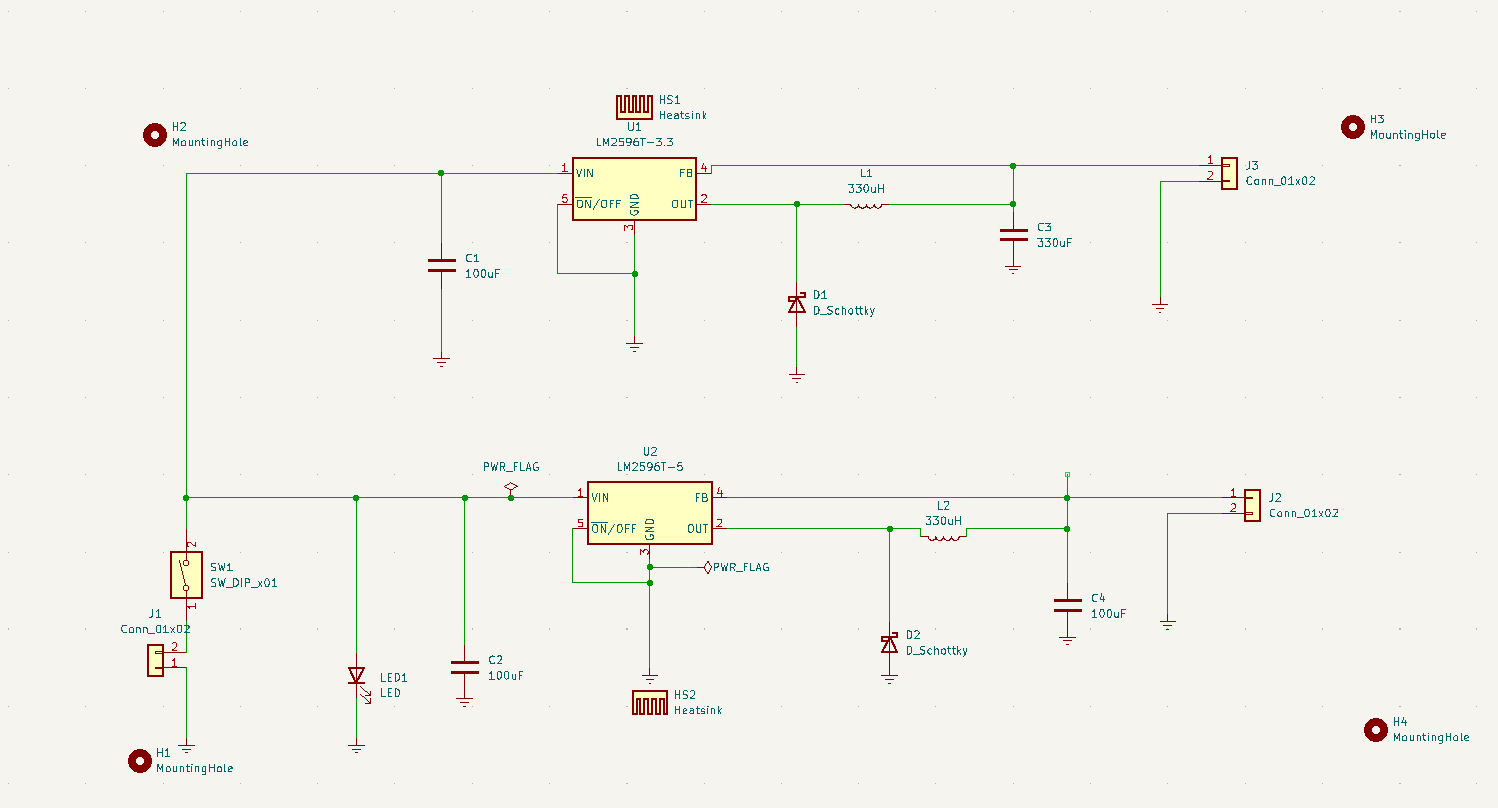 HS1
Heatsink
U1
LM2596T-3.3
H2
MountingHole
H3
MountingHole
1
VIN
FB
4
5
ON/OFF
GND
OUT
2
3
L1
330uH
1
2
J3
Conn_01x02
C1
100uF
C3
330uF
D1
D_Schottky
U2
LM2596T-5
PWR_FLAG
1
VIN
FB
4
5
ON/OFF
GND
OUT
2
3
PWR_FLAG
L2
330uH
1
2
J2
Conn_01x02
2
SW1
SW_DIP_x01
1
J1
Conn_01x02
2
1
C4
100uF
D2
D_Schottky
LED1
LED
C2
100uF
HS2
Heatsink
H1
MountingHole
H4
MountingHole